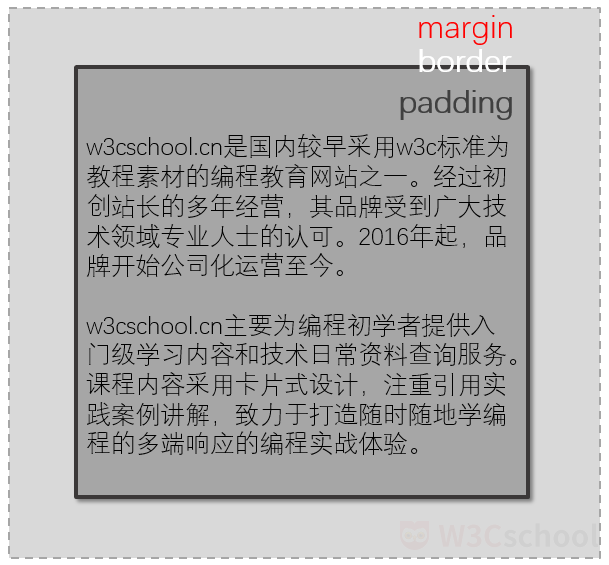 margin
border
padding
w3cschool.cn是国内较早采用w3c标准为
教程素材的编程教育网站之一。经过初
创站长的多年经营，其品牌受到广大技
术领域专业人士的认可。2016年起，品
牌开始公司化运营至今。
w3cschool.cn主要为编程初学者提供入
门级学习内容和技术日常资料查询服务。
课程内容采用卡片式设计，注重引用实
践案例讲解，致力于打造随时随地学编
程的多端响应的编程实战体验。
W3Cschool